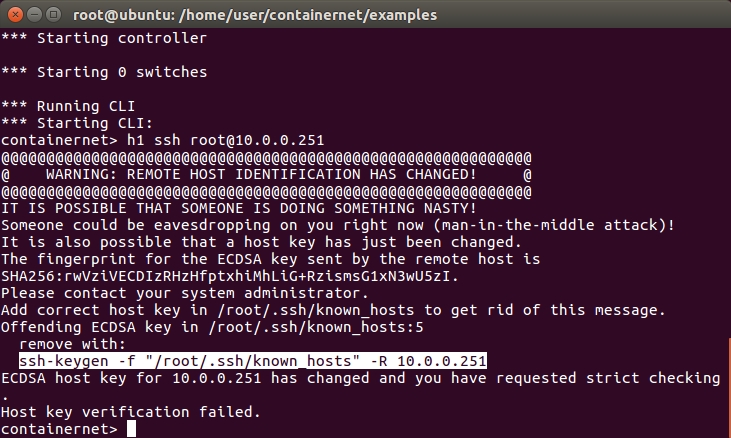 root@ubuntu: /home/user/containernet/examples
*** Starting controller
*** Starting 0 switches
*** Running CLI
*** Starting CLI:
containernet> h1 ssh root@10.0.0.251
@@@@@@@@@@@@@@@@@@@@@@@@@@@@@@@@@@@@@@@@@@@@@@@@@@@@@@@@@@@
@    WARNING: REMOTE HOST IDENTIFICATION HAS CHANGED!     @
@@@@@@@@@@@@@@@@@@@@@@@@@@@@@@@@@@@@@@@@@@@@@@@@@@@@@@@@@@@
IT IS POSSIBLE THAT SOMEONE IS DOING SOMETHING NASTY!
Someone could be eavesdropping on you right now (man-in-the-middle attack)!
It is also possible that a host key has just been changed.
The fingerprint for the ECDSA key sent by the remote host is
SHA256:rwVziVECDIzRHzHfptxhiMhLiG+RzismsG1xN3wU5zI.
Please contact your system administrator.
Add correct host key in /root/.ssh/known_hosts to get rid of this message.
Offending ECDSA key in /root/.ssh/known_hosts:5
  remove with:
  ssh-keygen -f "/root/.ssh/known_hosts" -R 10.0.0.251
ECDSA host key for 10.0.0.251 has changed and you have requested strict checking
.
Host key verification failed.
containernet>